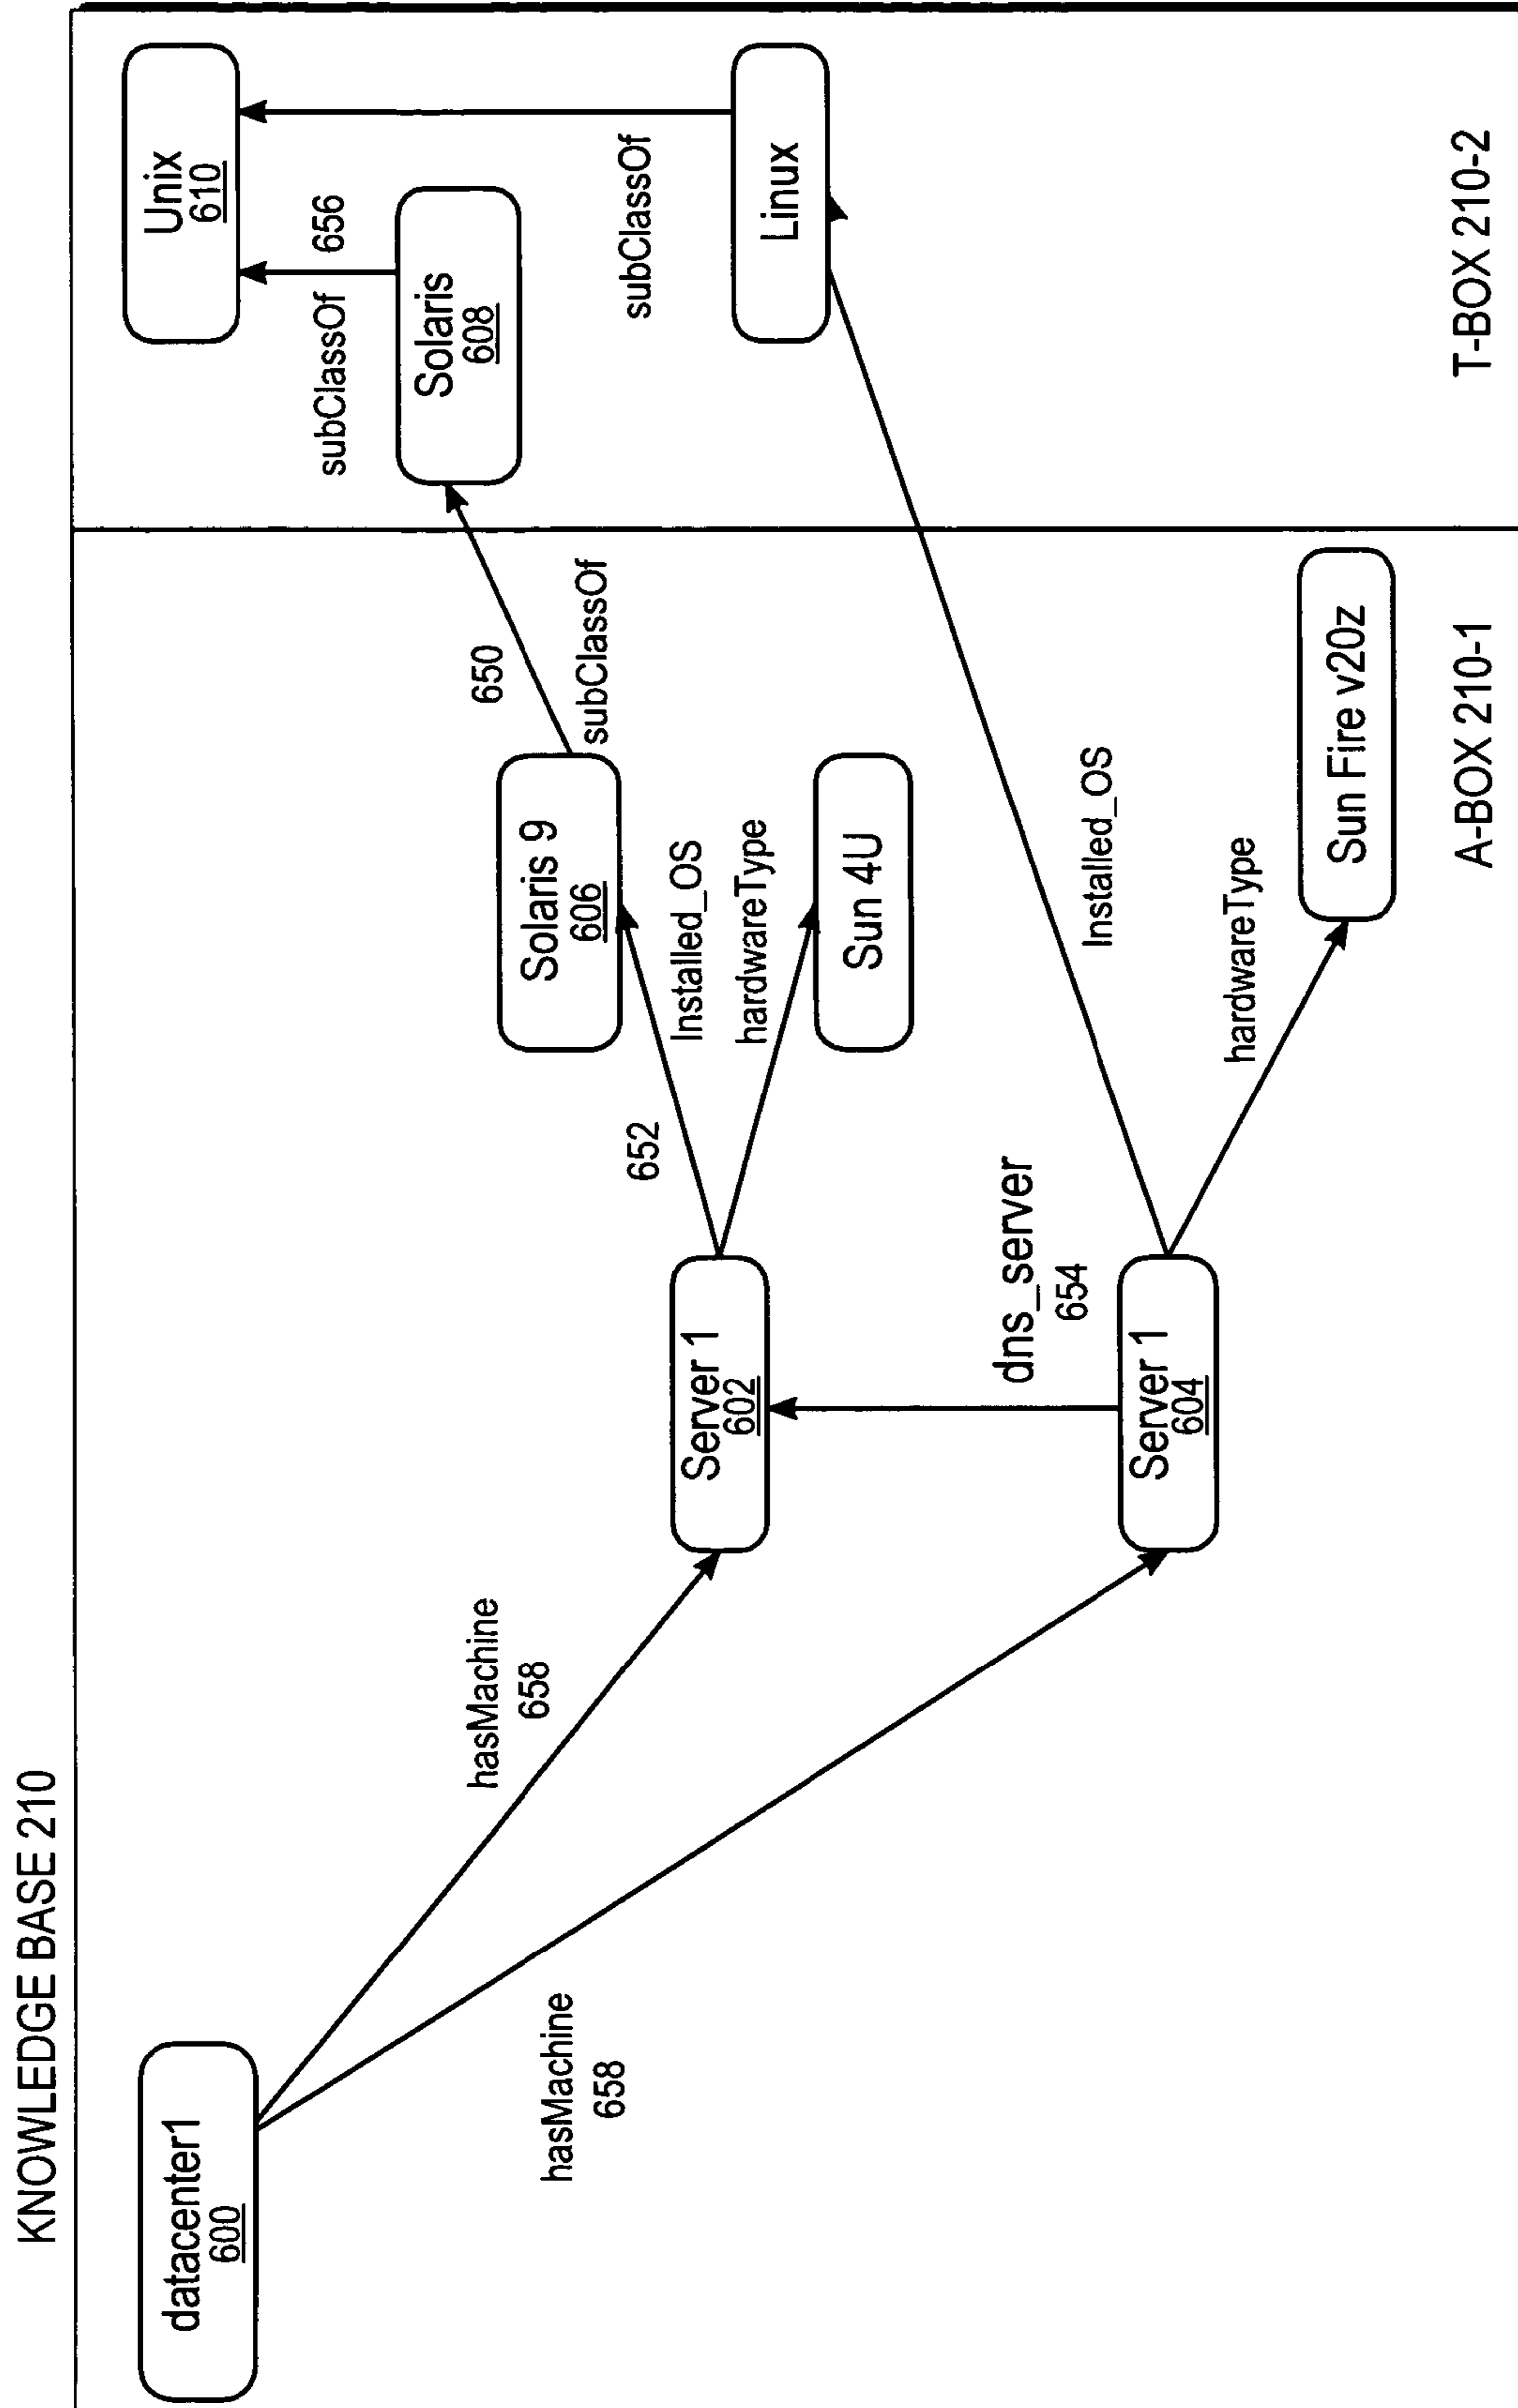 KNOWLEDGE BASE 210
datacenter1
600
hasMachine
658
hasMachine
658
Server 1
602
Server 1
604
dns_server
654
652
Installed_OS
hardwareType
Solaris 9
606
Sun 4U
Installed_OS
hardwareType
Sun Fire v20z
650
subClassOf
A-BOX 210-1
Unix
610
subClassOf
656
Solaris
608
subClassOf
Linux
T-BOX 210-2